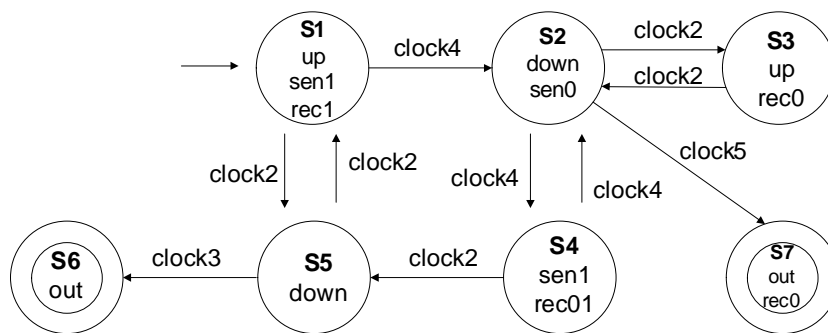 S1
up
sen1
rec1
clock4
S2
down
sen0
clock2
clock2
S3
up
rec0
clock2
clock2
clock4
clock4
clock5
S6
out
clock3
S5
down
clock2
S4
sen1
rec01
S7
out
rec0